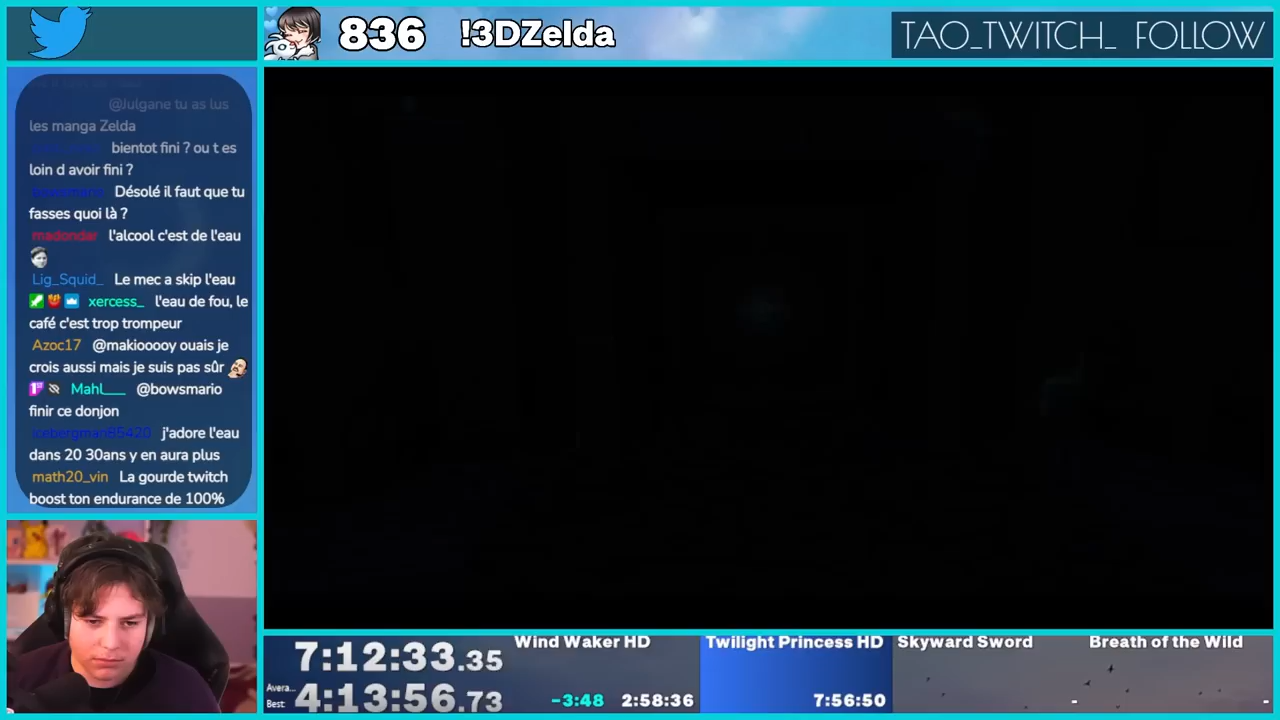 836 !3DZelda
TAO_TWITCH_ FOLLOW
@Julgane tu as lus
les manga Zelda
bientot fini ? ou t es
loin d avoir fini ?
Désolé il faut que tu
fasses quoi là ?
madondar l'alcool c'est de l'eau
Lig_Squid_ Le mec a skip l'eau
xercess_ l'eau de fou, le
café c'est trop trompeur
Azoc17 @makiooooy ouais je
crois aussi mais je suis pas sûr
Mahl___ @bowsmario
finir ce donjon
icebergman85420 j'adore l'eau
dans 20 30ans y en aura plus
math20_vin La gourde twitch
boost ton endurance de 100%
7:12:33.35
Avera...
Best: 4:13:56.73
Wind Waker HD
-3:48 2:58:36
Twilight Princess HD
7:56:50
Skyward Sword
-
Breath of the Wild
-